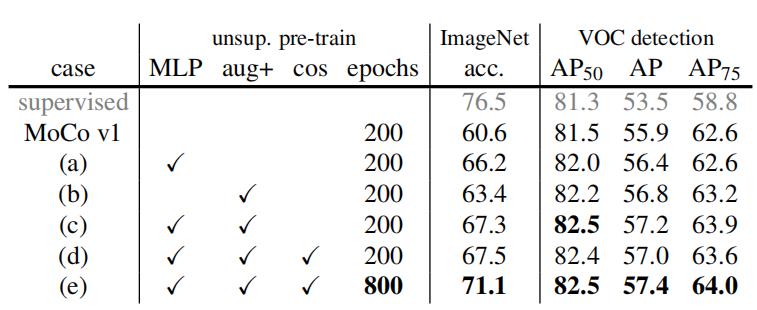 unsup. pre-train ImageNet VOC detection
case MLP aug+ cos epochs acc. AP50 AP AP75
supervised 76.5 81.3 53.5 58.8
MoCo v1 200 60.6 81.5 55.9 62.6
(a) ✓ 200 66.2 82.0 56.4 62.6
(b) ✓ 200 63.4 82.2 56.8 63.2
(c) ✓ ✓ 200 67.3 82.5 57.2 63.9
(d) ✓ ✓ ✓ 200 67.5 82.4 57.0 63.6
(e) ✓ ✓ ✓ 800 71.1 82.5 57.4 64.0